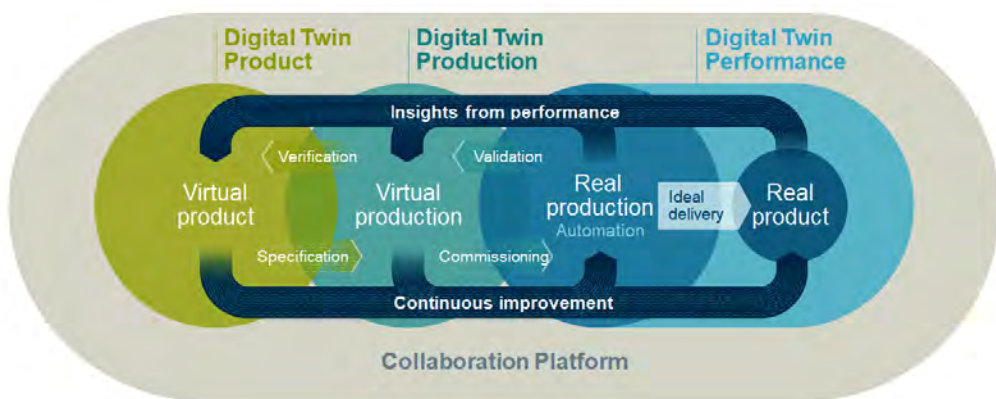 Digital Twin
Product
Digital Twin
Production
Digital Twin
Performance
Insights from performance
Verification
Validation
Virtual
product
Virtual
production
Real
production
Automation
Ideal
delivery
Real
product
Specification
Commissioning
Continuous improvement
Collaboration Platform